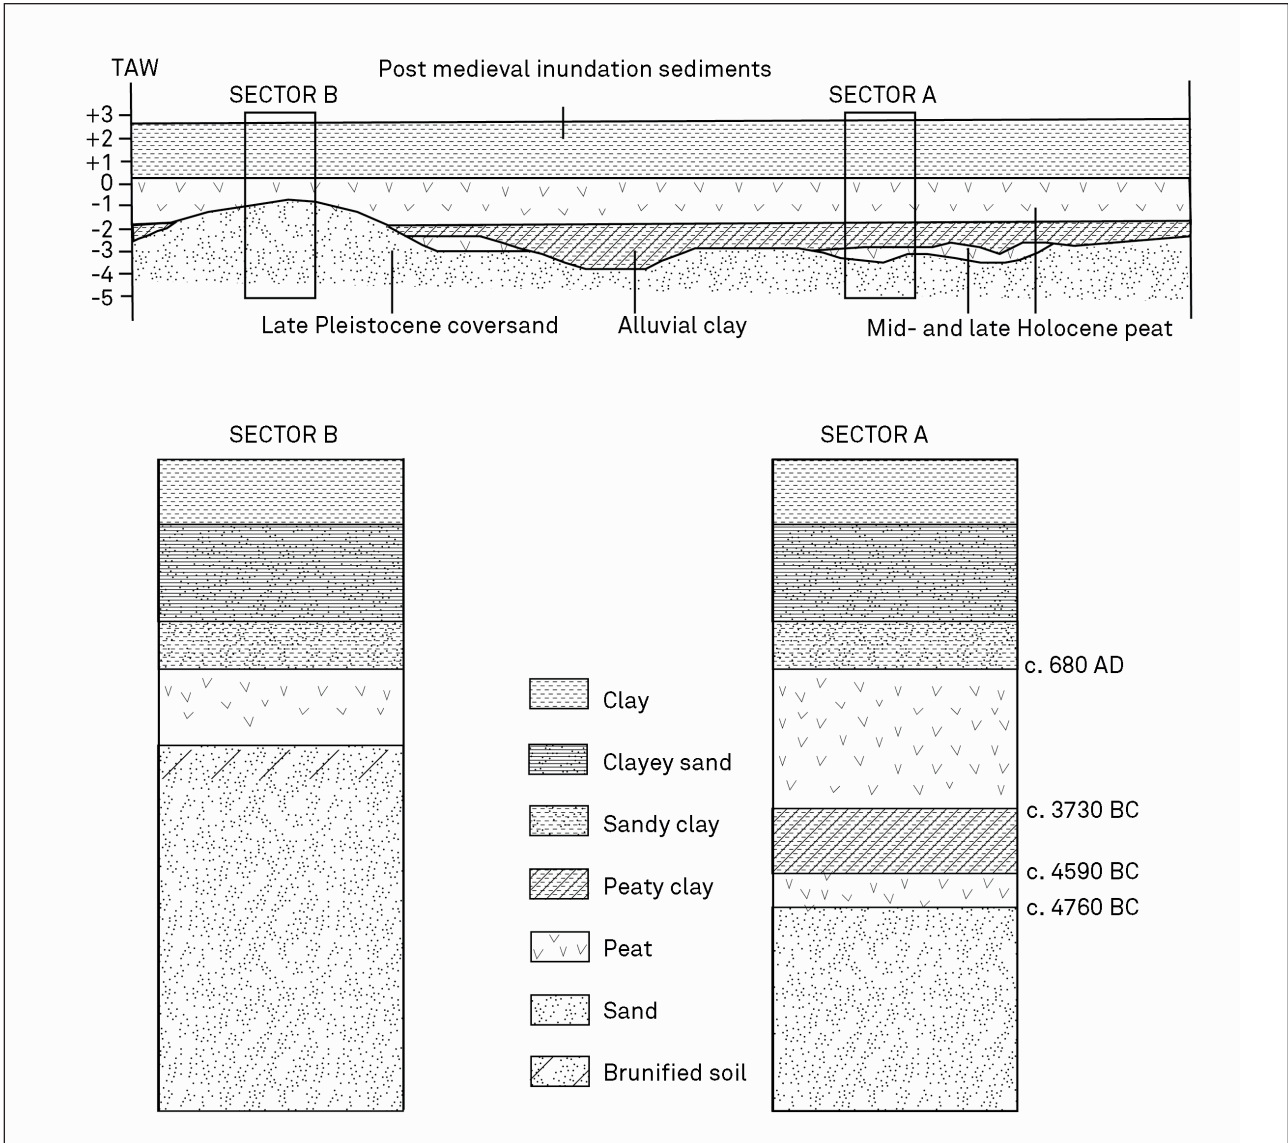 TAW
Post medieval inundation sediments
SECTOR B
SECTOR A
+3
+2
+1
0
-1
-2
-3
-4
-5
Late Pleistocene coversand
Alluvial clay
Mid- and late Holocene peat
SECTOR B
SECTOR A
c. 680 AD
c. 3730 BC
c. 4590 BC
c. 4760 BC
Clay
Clayey sand
Sandy clay
Peaty clay
Peat
Sand
Brunified soil